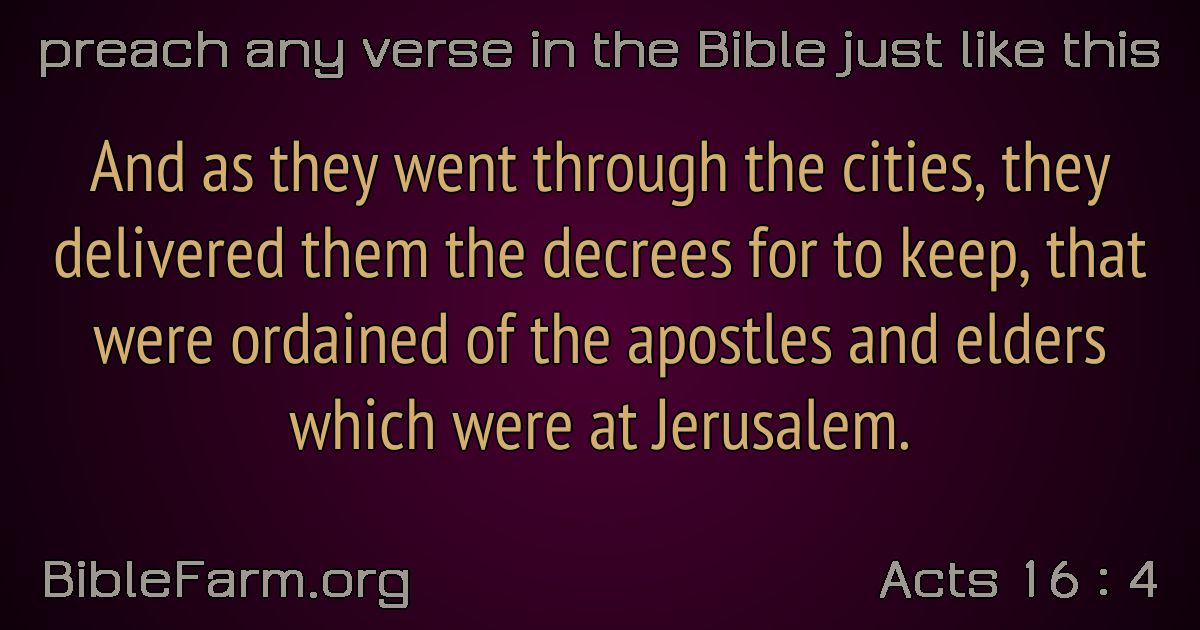 preach any verse in the Bible just like this
And as they went through the cities, they
delivered them the decrees for to keep, that
were ordained of the apostles and elders
which were at Jerusalem.
BibleFarm.org
Acts 16 : 4